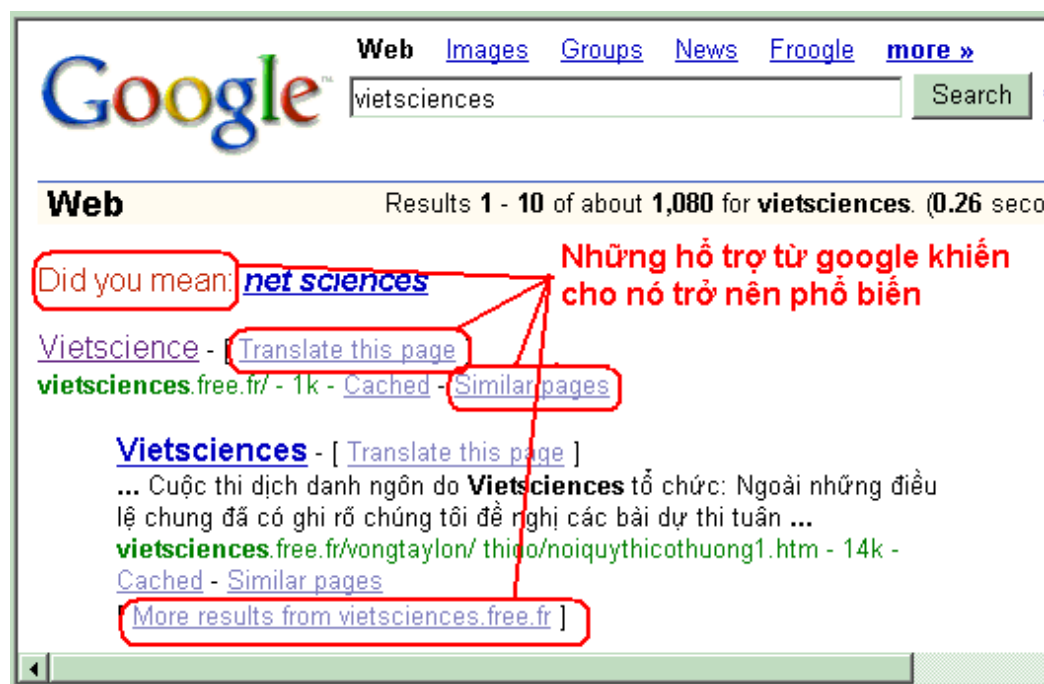 Google™ Web Images Groups News Froogle more »
vietsciences Search
Web Results 1 - 10 of about 1,080 for vietsciences. (0.26 seco
Những hổ trợ từ google khiến
Did you mean: net sciences
cho nó trở nên phổ biến
Vietscience - [ Translate this page
vietsciences.free.fr/ - 1k - Cached - Similar pages
Vietsciences - [ Translate this page ]
... Cuộc thi dịch danh ngôn do Vietsciences tổ chức: Ngoài những điều
lệ chung đã có ghi rõ chúng tôi đề nghị các bài dự thi tuân ...
vietsciences.free.fr/vongtaylon/ thido/noiquythicothuong1.htm - 14k -
Cached - Similar pages
[ More results from vietsciences.free.fr ]